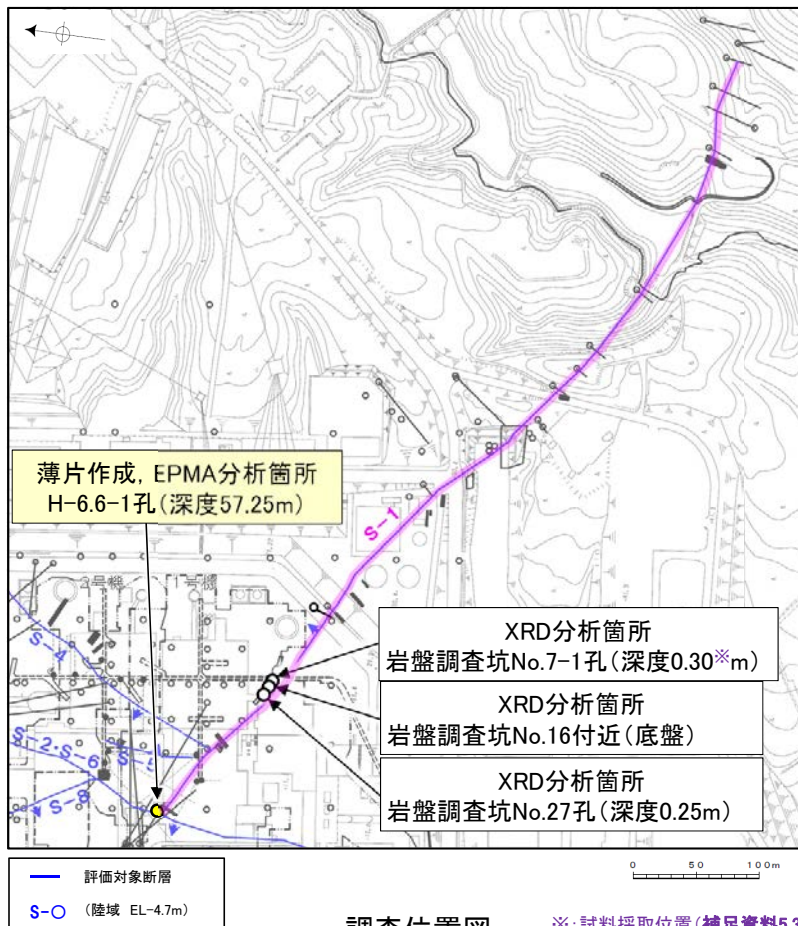 薄片作成, EPMA分析箇所
H-6.6-1孔(深度57.25m)
S-1
2号機
1号機
S-4
XRD分析箇所
岩盤調査坑No.7-1孔(深度0.30※m)
XRD分析箇所
岩盤調査坑No.16付近(底盤)
XRD分析箇所
岩盤調査坑No.27孔(深度0.25m)
S-2・S-6
S-8
0 50 100m
評価対象断層
S-○ (陸域 EL-4.7m)
調査位置図
※:試料採取位置(補足資料5.3